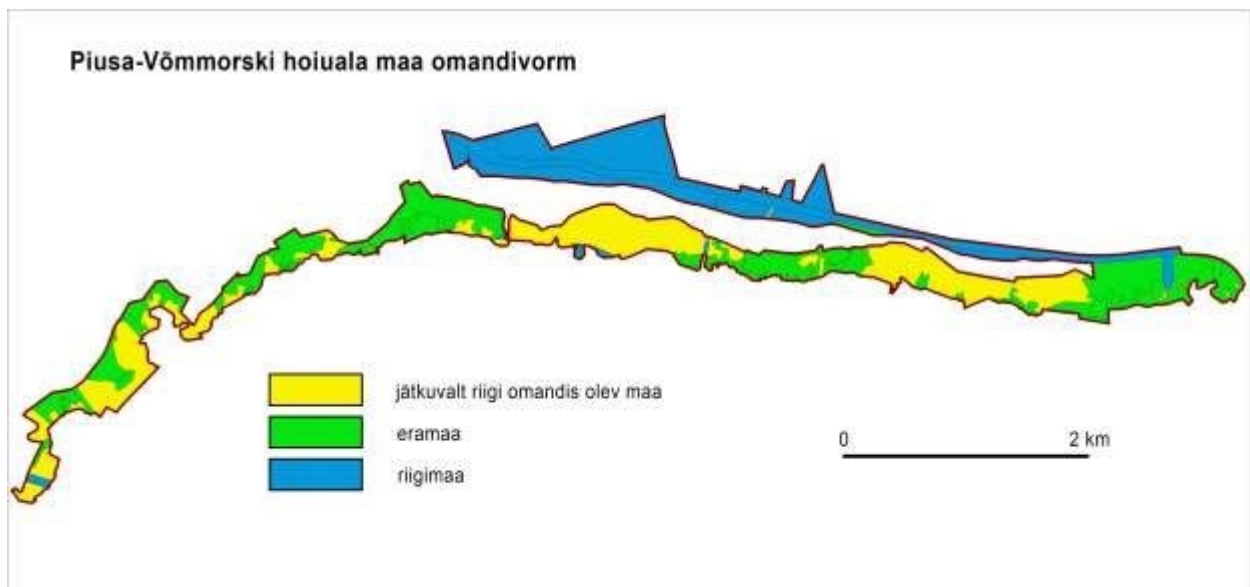 Piusa-Võmmorski hoiuala maa omandivorm
jätkuvalt riigi omandis olev maa
eramaa
riigimaa
0 2 km